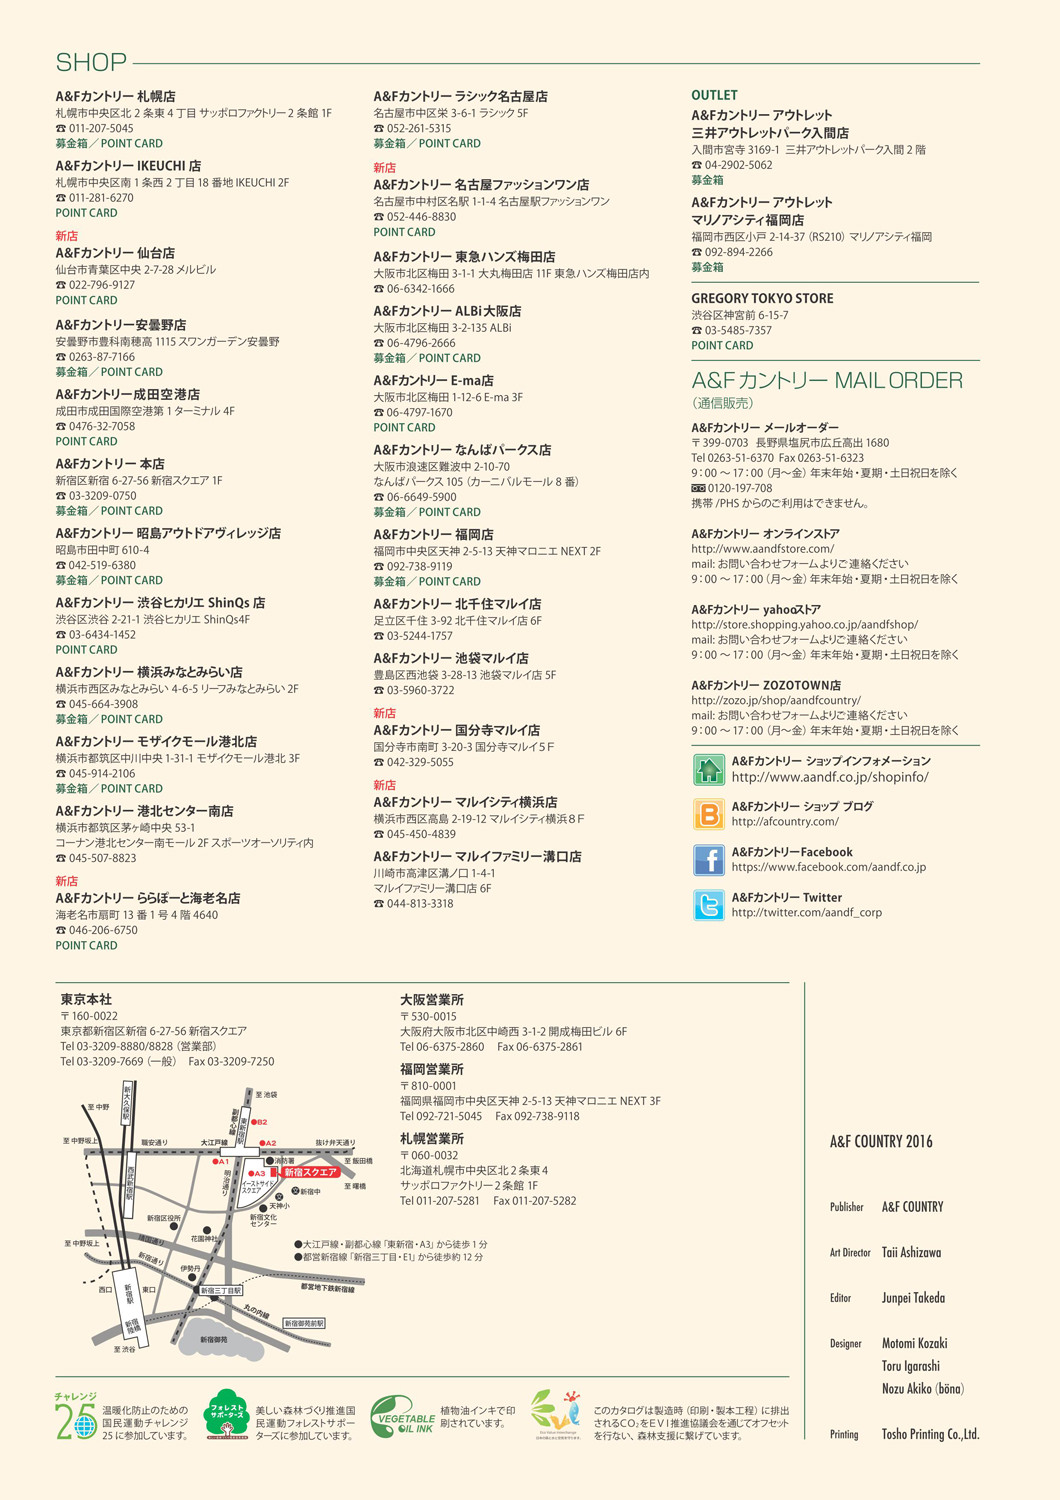 SHOP
A&Fカントリー 札幌店
札幌市中央区北 2 条東 4 丁目 サッポロファクトリー 2 条館 1F
☎ 011-207-5045
募金箱／POINT CARD
A&Fカントリー IKEUCHI 店
札幌市中央区南 1 条西 2 丁目 18 番地 IKEUCHI 2F
☎ 011-281-6270
POINT CARD
新店
A&Fカントリー 仙台店
仙台市青葉区中央 2-7-28 メルビル
☎ 022-796-9127
POINT CARD
A&Fカントリー安曇野店
安曇野市豊科南穂高 1115 スワンガーデン安曇野
☎ 0263-87-7166
募金箱／POINT CARD
A&Fカントリー成田空港店
成田市成田国際空港第 1 ターミナル 4F
☎ 0476-32-7058
POINT CARD
A&Fカントリー 本店
新宿区新宿 6-27-56 新宿スクエア 1F
☎ 03-3209-0750
募金箱／POINT CARD
A&Fカントリー 昭島アウトドアヴィレッジ店
昭島市田中町 610-4
☎ 042-519-6380
募金箱／POINT CARD
A&Fカントリー 渋谷ヒカリエ ShinQs 店
渋谷区渋谷 2-21-1 渋谷ヒカリエ ShinQs4F
☎ 03-6434-1452
POINT CARD
A&Fカントリー 横浜みなとみらい店
横浜市西区みなとみらい 4-6-5 リーフみなとみらい 2F
☎ 045-664-3908
募金箱／POINT CARD
A&Fカントリー モザイクモール港北店
横浜市都筑区中川中央 1-31-1 モザイクモール港北 3F
☎ 045-914-2106
募金箱／POINT CARD
A&Fカントリー 港北センター南店
横浜市都筑区茅ヶ崎中央 53-1
コーナン港北センター南モール 2F スポーツオーソリティ内
☎ 045-507-8823
新店
A&Fカントリー ららぽーと海老名店
海老名市扇町 13 番 1 号 4 階 4640
☎ 046-206-6750
POINT CARD
A&Fカントリー ラシック名古屋店
名古屋市中区栄 3-6-1 ラシック 5F
☎ 052-261-5315
募金箱／POINT CARD
新店
A&Fカントリー 名古屋ファッションワン店
名古屋市中村区名駅 1-1-4 名古屋駅ファッションワン
☎ 052-446-8830
POINT CARD
A&Fカントリー 東急ハンズ梅田店
大阪市北区梅田 3-1-1 大丸梅田店 11F 東急ハンズ梅田店内
☎ 06-6342-1666
A&Fカントリー ALBi大阪店
大阪市北区梅田 3-2-135 ALBi
☎ 06-4796-2666
募金箱／POINT CARD
A&Fカントリー E-ma店
大阪市北区梅田 1-12-6 E-ma 3F
☎ 06-4797-1670
POINT CARD
A&Fカントリー なんばパークス店
大阪市浪速区難波中 2-10-70
なんばパークス 105（カーニバルモール 8 番）
☎ 06-6649-5900
募金箱／POINT CARD
A&Fカントリー 福岡店
福岡市中央区天神 2-5-13 天神マロニエ NEXT 2F
☎ 092-738-9119
募金箱／POINT CARD
A&Fカントリー 北千住マルイ店
足立区千住 3-92 北千住マルイ店 6F
☎ 03-5244-1757
A&Fカントリー 池袋マルイ店
豊島区西池袋 3-28-13 池袋マルイ店 5F
☎ 03-5960-3722
新店
A&Fカントリー 国分寺マルイ店
国分寺市南町 3-20-3 国分寺マルイ５F
☎ 042-329-5055
新店
A&Fカントリー マルイシティ横浜店
横浜市西区高島 2-19-12 マルイシティ横浜８F
☎ 045-450-4839
A&Fカントリー マルイファミリー溝口店
川崎市高津区溝ノ口 1-4-1
マルイファミリー溝口店 6F
☎ 044-813-3318
OUTLET
A&Fカントリー アウトレット
三井アウトレットパーク入間店
入間市宮寺 3169-1 三井アウトレットパーク入間 2 階
☎ 04-2902-5062
募金箱
A&Fカントリー アウトレット
マリノアシティ福岡店
福岡市西区小戸 2-14-37（RS210）マリノアシティ福岡
☎ 092-894-2266
募金箱
GREGORY TOKYO STORE
渋谷区神宮前 6-15-7
☎ 03-5485-7357
POINT CARD
A&Fカントリー MAIL ORDER
（通信販売）
A&Fカントリー メールオーダー
〒399-0703 長野県塩尻市広丘高出 1680
Tel 0263-51-6370 Fax 0263-51-6323
9：00 ～ 17：00（月～金）年末年始・夏期・土日祝日を除く
0120-197-708
携帯 /PHS からのご利用はできません。
A&Fカントリー オンラインストア
http://www.aandfstore.com/
mail: お問い合わせフォームよりご連絡ください
9：00 ～ 17：00（月～金）年末年始・夏期・土日祝日を除く
A&Fカントリー yahooストア
http://store.shopping.yahoo.co.jp/aandfshop/
mail: お問い合わせフォームよりご連絡ください
9：00 ～ 17：00（月～金）年末年始・夏期・土日祝日を除く
A&Fカントリー ZOZOTOWN店
http://zozo.jp/shop/aandfcountry/
mail: お問い合わせフォームよりご連絡ください
9：00 ～ 17：00（月～金）年末年始・夏期・土日祝日を除く
A&Fカントリー ショップインフォメーション
http://www.aandf.co.jp/shopinfo/
A&Fカントリー ショップ ブログ
http://afcountry.com/
A&FカントリーFacebook
https://www.facebook.com/aandf.co.jp
A&Fカントリー Twitter
http://twitter.com/aandf_corp
東京本社
〒160-0022
東京都新宿区新宿 6-27-56 新宿スクエア
Tel 03-3209-8880/8828（営業部）
Tel 03-3209-7669（一般） Fax 03-3209-7250
至 池袋
至 中野
新大久保駅
副都心線
東新宿駅
●B2
至 中野坂上
職安通り
大江戸線
●A2
抜け弁天通り
●A1
消防署
至 飯田橋
西武新宿駅
明治通り
●A3
新宿スクエア
イーストサイド
スクエア
新宿中
至 曙橋
天神小
新宿区役所
新宿文化
センター
花園神社
至 中野坂上
靖国通り
新宿通り
●大江戸線・副都心線「東新宿・A3」から徒歩 1 分
●都営新宿線「新宿三丁目・E1」から徒歩約 12 分
伊勢丹
西口
新宿駅
東口
新宿三丁目駅
都営地下鉄新宿線
丸の内線
新宿陸橋
新宿御苑前駅
新宿御苑
至 渋谷
大阪営業所
〒530-0015
大阪府大阪市北区中崎西 3-1-2 開成梅田ビル 6F
Tel 06-6375-2860 Fax 06-6375-2861
福岡営業所
〒810-0001
福岡県福岡市中央区天神 2-5-13 天神マロニエ NEXT 3F
Tel 092-721-5045 Fax 092-738-9118
札幌営業所
〒060-0032
北海道札幌市中央区北 2 条東 4
サッポロファクトリー 2 条館 1F
Tel 011-207-5281 Fax 011-207-5282
A&F COUNTRY 2016
Publisher A&F COUNTRY
Art Director Taii Ashizawa
Editor Junpei Takeda
Designer Motomi Kozaki
Toru Igarashi
Nozu Akiko（böna）
Printing Tosho Printing Co.,Ltd.
チャレンジ
25
温暖化防止のための
国民運動チャレンジ
25 に参加しています。
フォレスト
サポーターズ
美しい森林づくり推進国
民運動フォレストサポー
ターズに参加しています。
VEGETABLE
OIL INK
植物油インキで印
刷されています。
このカタログは製造時（印刷・製本工程）に排出
されるCO₂をEVI推進協議会を通じてオフセット
を行ない、森林支援に繋げています。